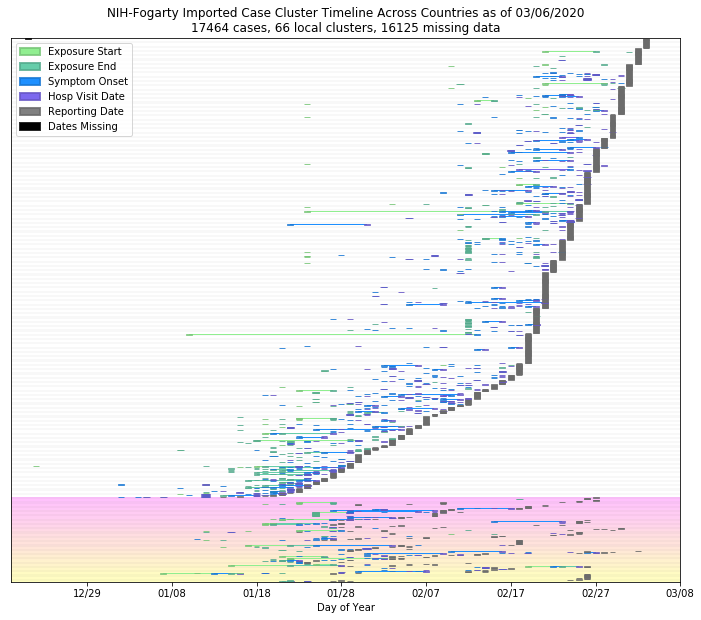 NIH-Fogarty Imported Case Cluster Timeline Across Countries as of 03/06/2020
17464 cases, 66 local clusters, 16125 missing data
Exposure Start
Exposure End
Symptom Onset
Hosp Visit Date
Reporting Date
Dates Missing
12/29 01/08 01/18 01/28 02/07 02/17 02/27 03/08
Day of Year